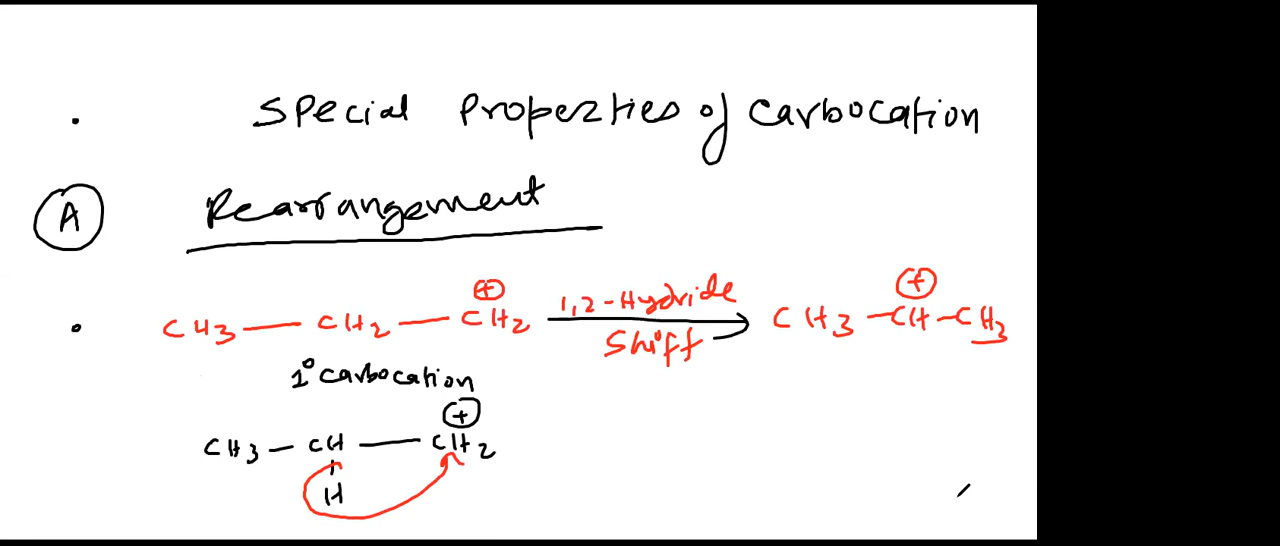 . Special Properties of Carbocation
(A) Rearrangement
• CH3 — CH2 — CH2⊕ 1,2-Hydride Shift → CH3 – CH⊕ – CH3
1° carbocation
CH3 — CH — CH2⊕
H